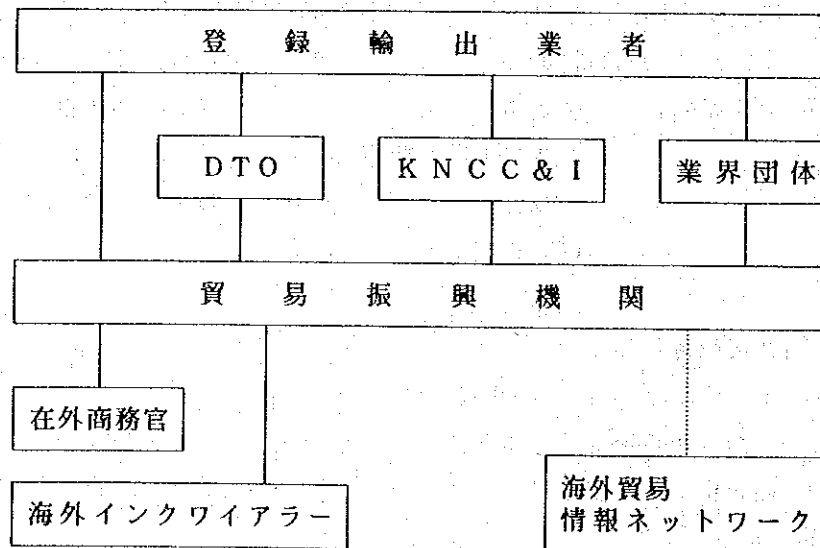 登録輸出業者
DTO
KNCC&I
業界団体
貿易振興機関
在外商務官
海外インクワイアラー
海外貿易
情報ネットワーク